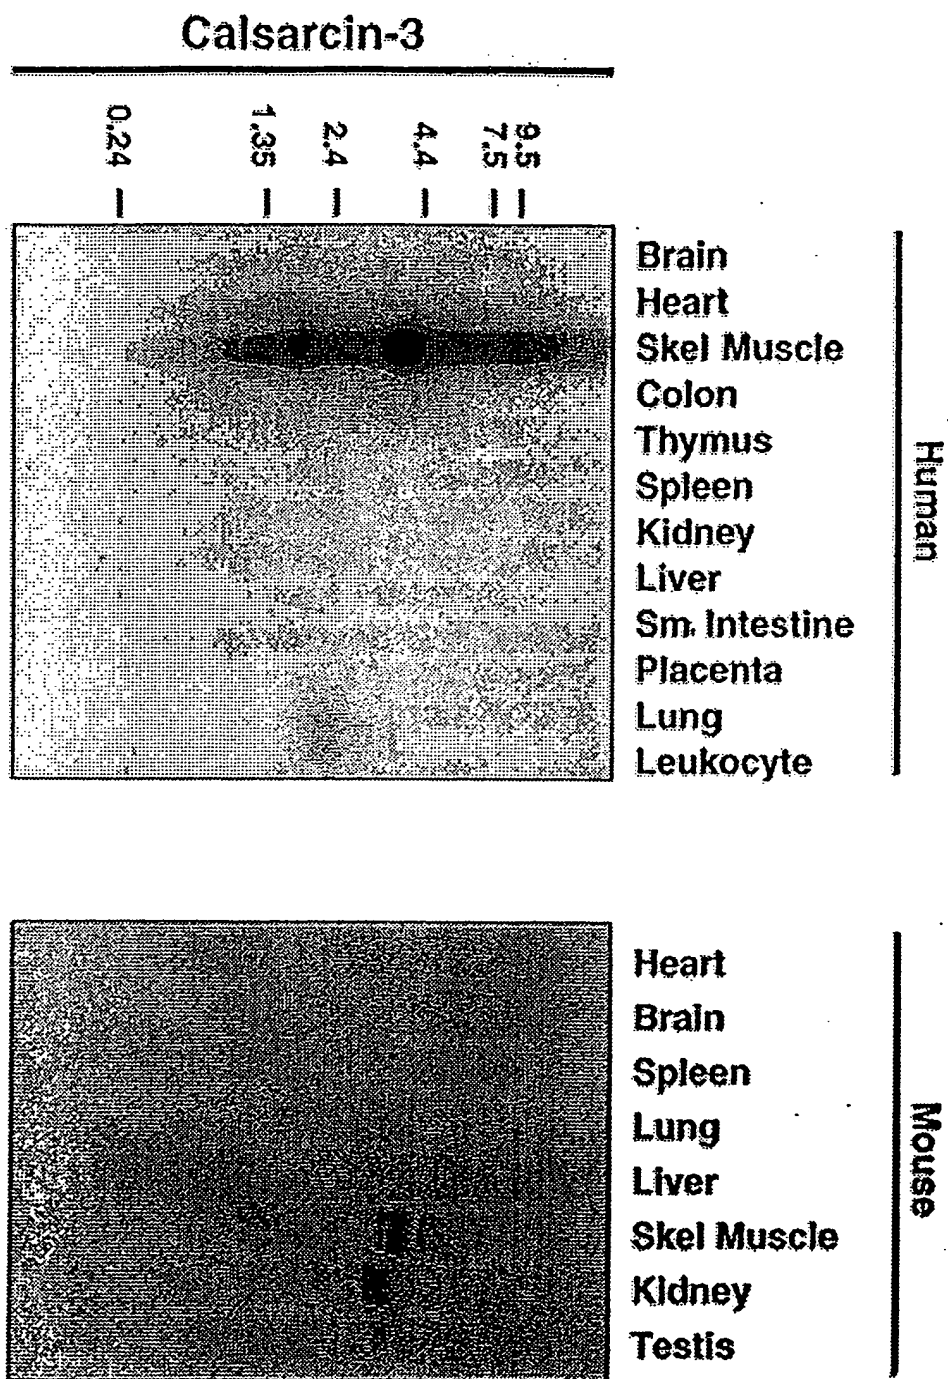 Calsarcin-3
0.24
1.35
2.4
4.4
7.5
9.5
Brain
Heart
Skel Muscle
Colon
Thymus
Spleen
Kidney
Liver
Sm. Intestine
Placenta
Lung
Leukocyte
Human
Heart
Brain
Spleen
Lung
Liver
Skel Muscle
Kidney
Testis
Mouse